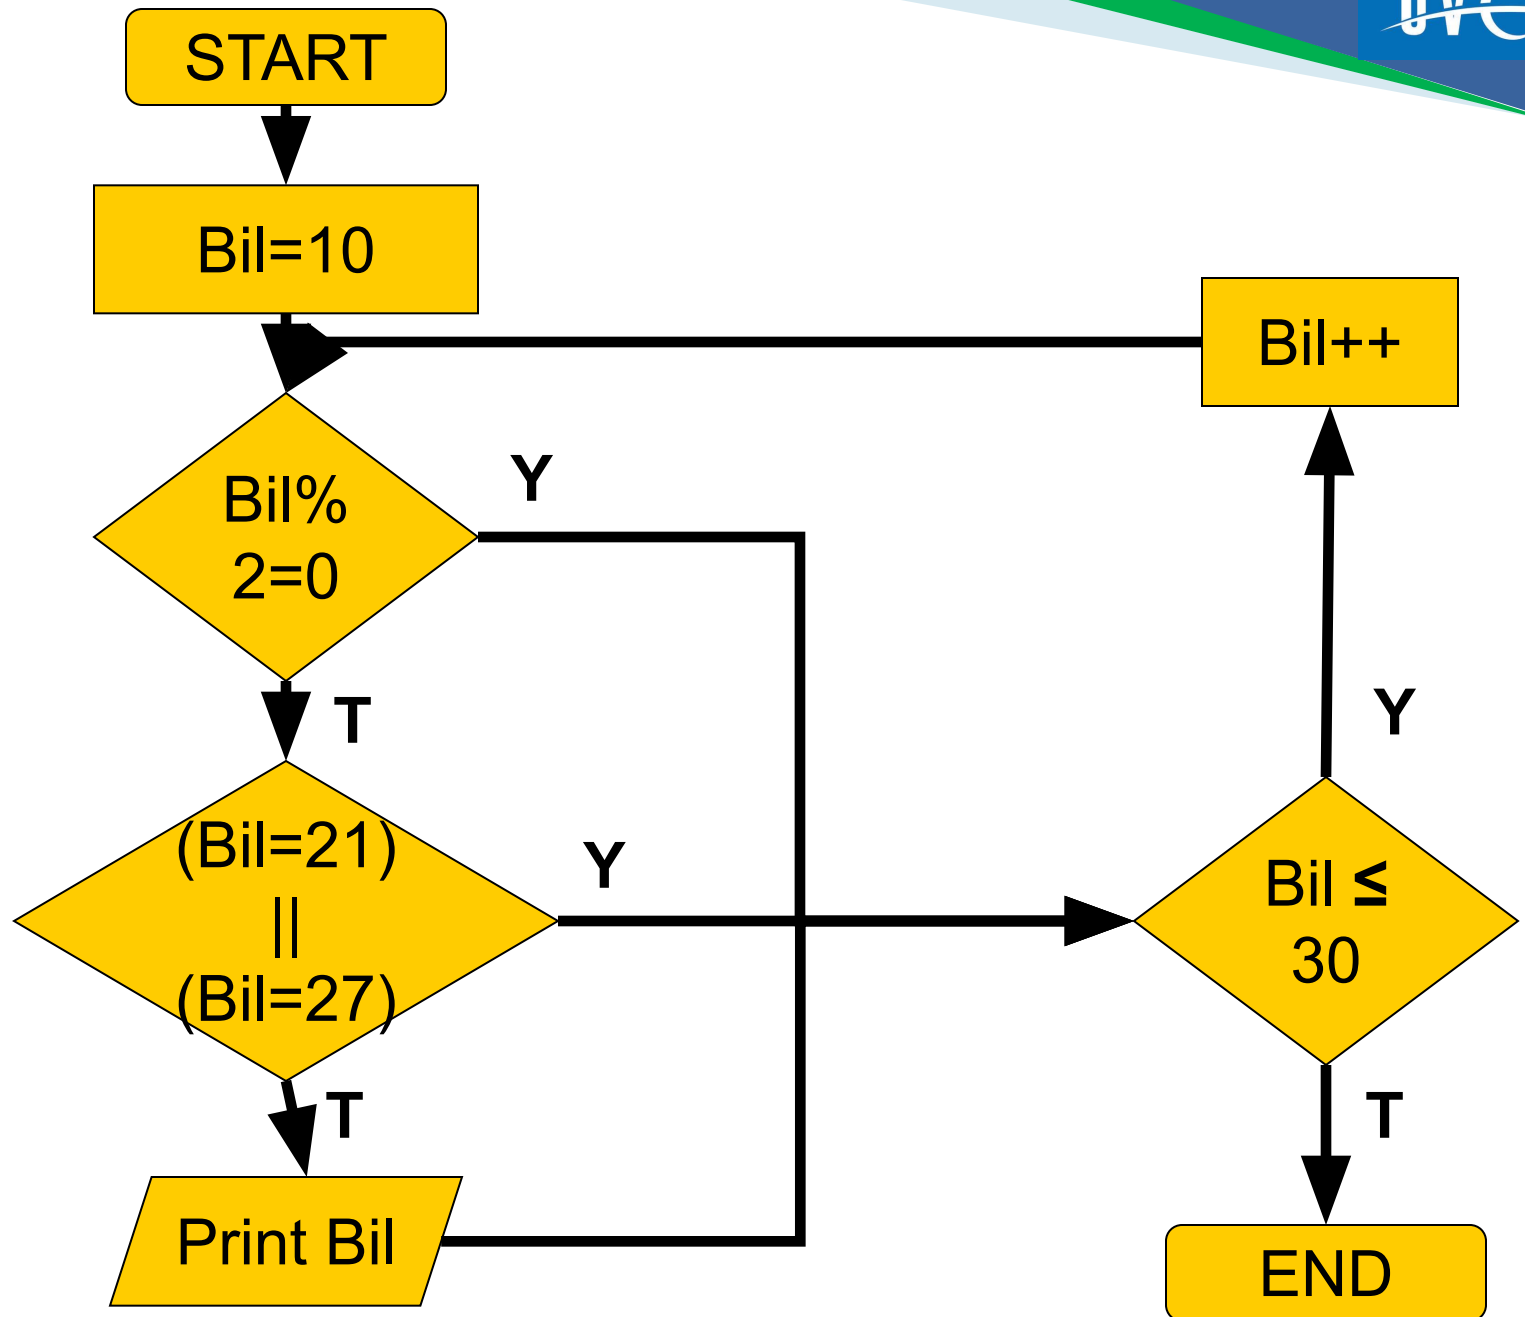 START
Bil=10
Bil++
Bil%
2=0
Y
T
(Bil=21)
||
(Bil=27)
Y
T
Print Bil
Bil ≤
30
Y
T
END